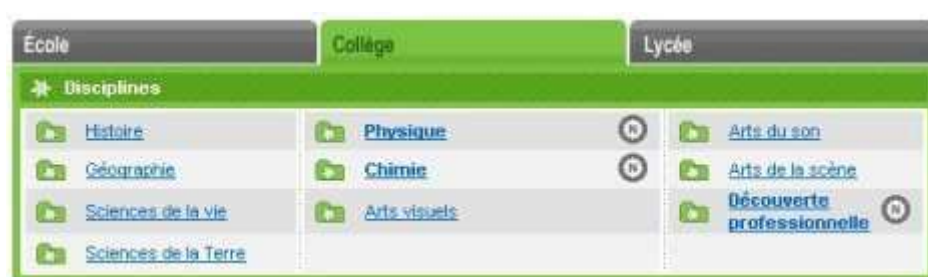 École
Collège
Lycée
Disciplines
Histoire
Physique
N
Arts du son
Géographie
Chimie
N
Arts de la scène
Sciences de la vie
Arts visuels
Découverte
professionnelle
N
Sciences de la Terre